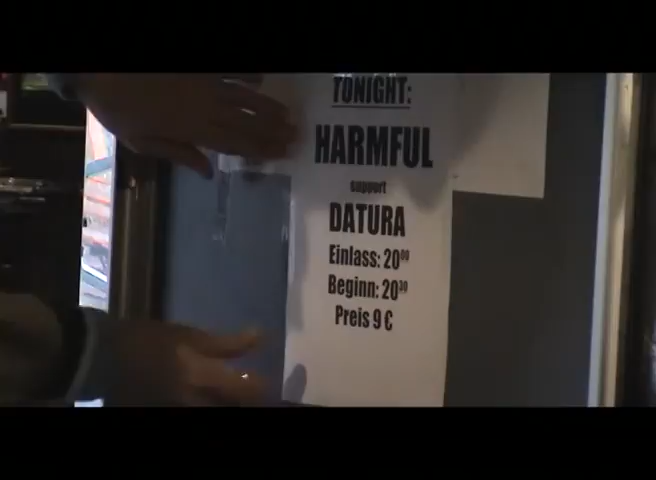 TONIGHT:
HARMFUL
support
DATURA
Einlass: 20⁰⁰
Beginn: 20³⁰
Preis 9 €